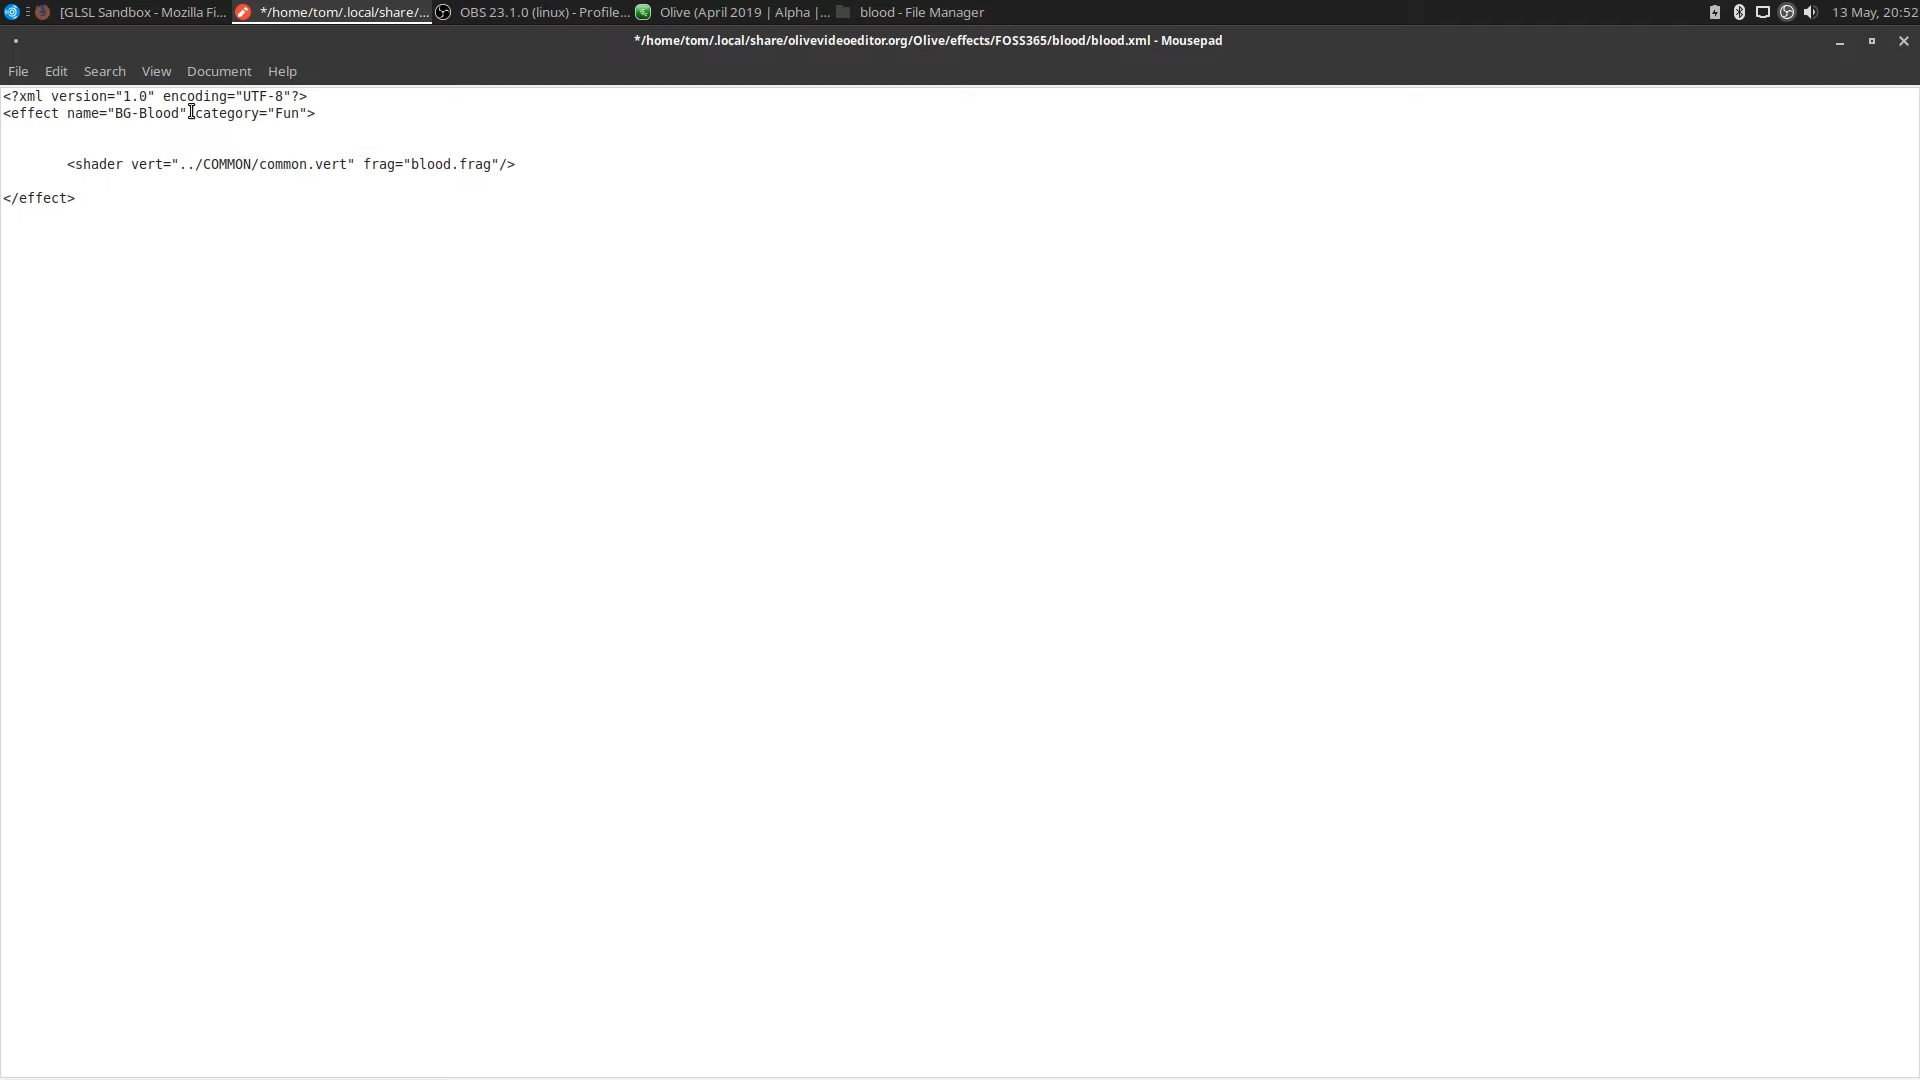 [GLSL Sandbox - Mozilla Fi...
*/home/tom/.local/share/...
OBS 23.1.0 (linux) - Profile...
Olive (April 2019 | Alpha |...
blood - File Manager
13 May, 20:52
*/home/tom/.local/share/olivevideoeditor.org/Olive/effects/FOSS365/blood/blood.xml - Mousepad
File Edit Search View Document Help
<?xml version="1.0" encoding="UTF-8"?>
<effect name="BG-Blood" category="Fun">
<shader vert="../COMMON/common.vert" frag="blood.frag"/>
</effect>